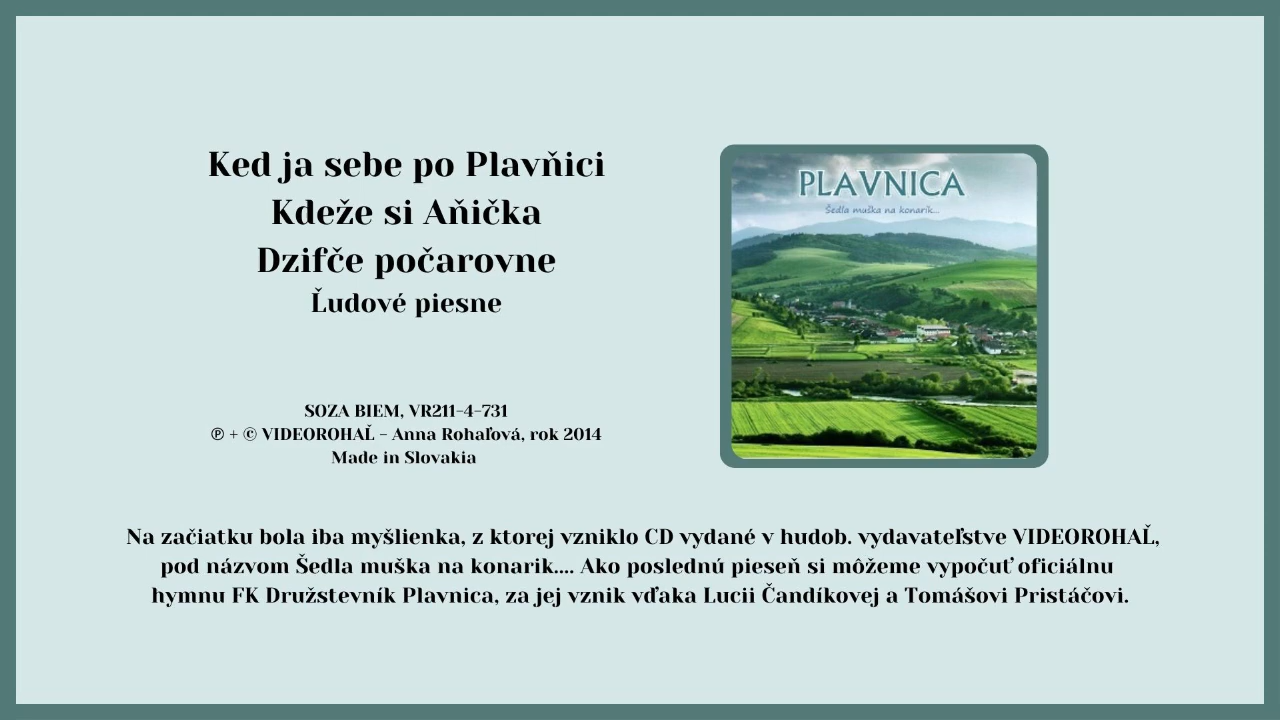 Ked ja sebe po Plavňici
Kdeže si Aňička
Dzifče počarovne
Ľudové piesne
SOZA BIEM, VR211-4-731
℗ + © VIDEOROHAĽ - Anna Rohaľová, rok 2014
Made in Slovakia
PLAVNICA
Šedla muška na konarik...
Na začiatku bola iba myšlienka, z ktorej vzniklo CD vydané v hudob. vydavateľstve VIDEOROHAĽ,
pod názvom Šedla muška na konarik.... Ako poslednú pieseň si môžeme vypočuť oficiálnu
hymnu FK Družstevník Plavnica, za jej vznik vďaka Lucii Čandíkovej a Tomášovi Pristáčovi.